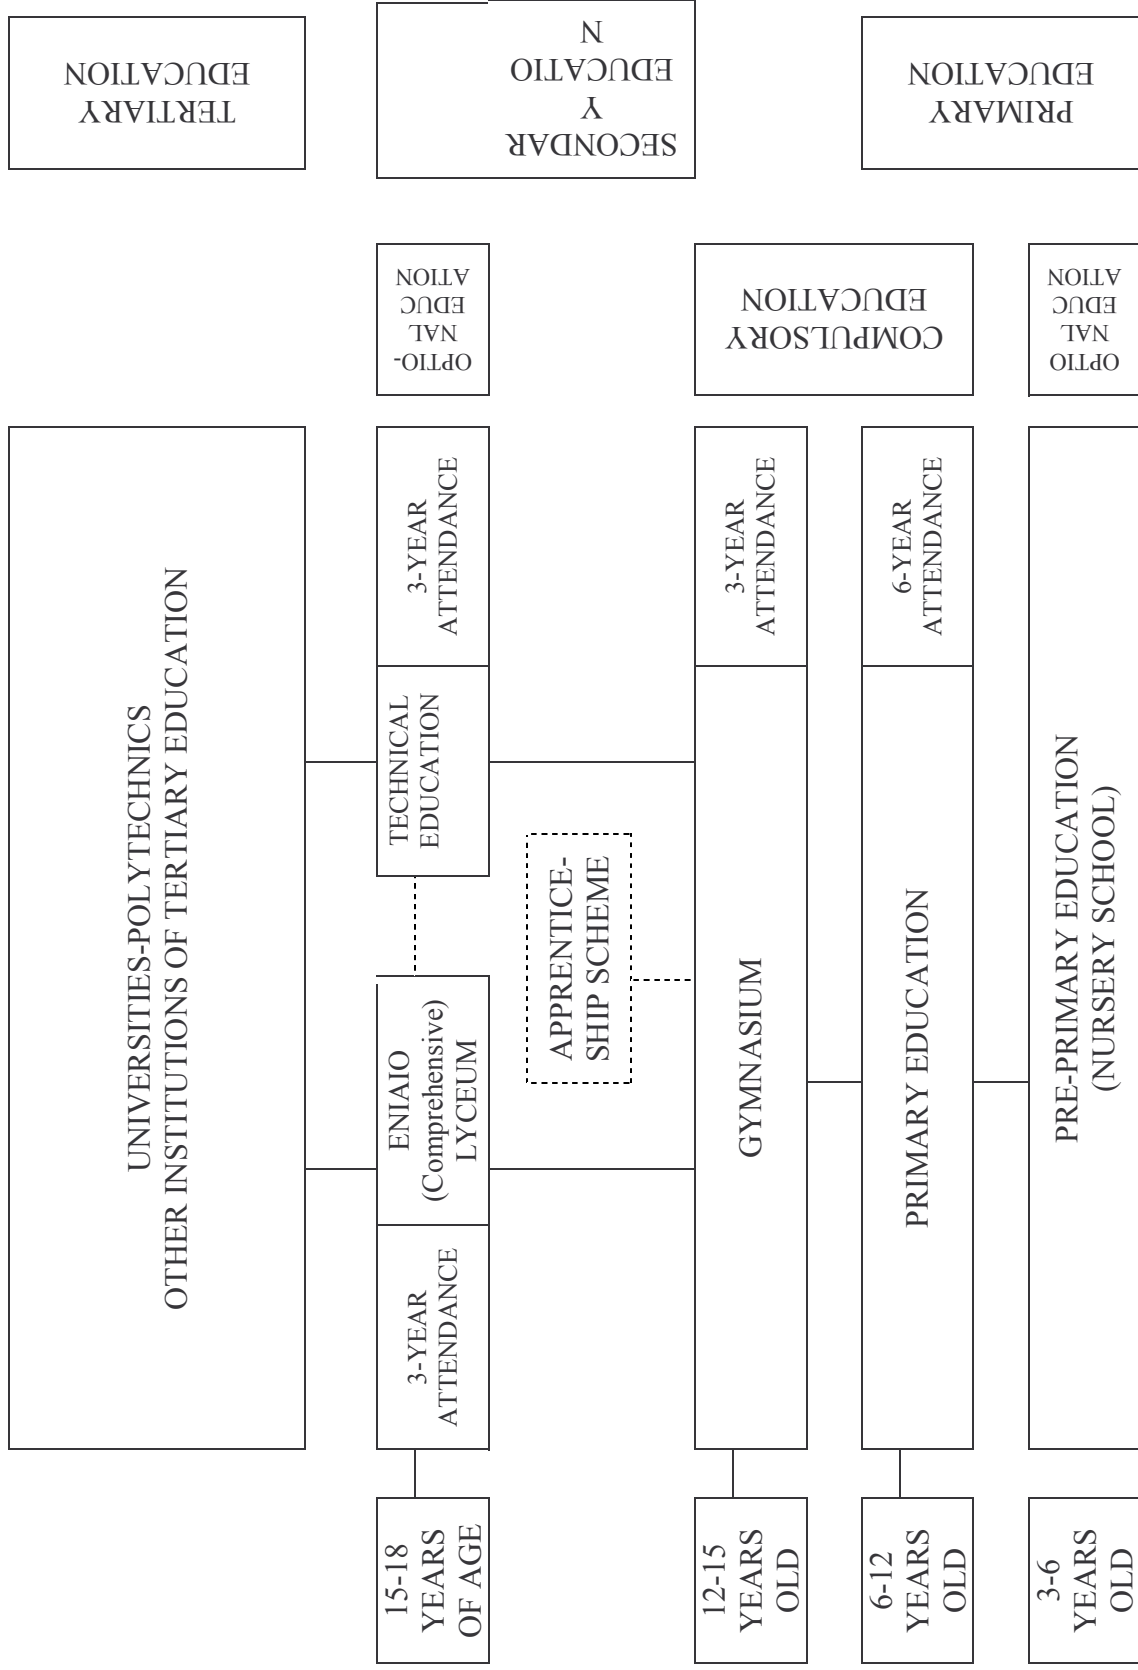 UNIVERSITIES-POLYTECHNICS
OTHER INSTITUTIONS OF TERTIARY EDUCATION
TERTIARY
EDUCATION
15-18
YEARS
OF AGE
3-YEAR
ATTENDANCE
ENIAIO
(Comprehensive)
LYCEUM
TECHNICAL
EDUCATION
3-YEAR
ATTENDANCE
OPTIO-
NAL
EDUC
ATION
SECONDAR
Y
EDUCATIO
N
APPRENTICE-
SHIP SCHEME
12-15
YEARS
OLD
GYMNASIUM
3-YEAR
ATTENDANCE
COMPULSORY
EDUCATION
6-12
YEARS
OLD
PRIMARY EDUCATION
6-YEAR
ATTENDANCE
PRIMARY
EDUCATION
3-6
YEARS
OLD
PRE-PRIMARY EDUCATION
(NURSERY SCHOOL)
OPTIO
NAL
EDUC
ATION